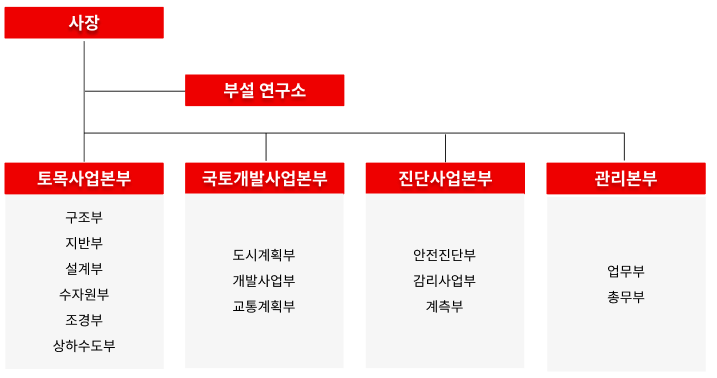 사장
부설 연구소
토목사업본부
구조부
지반부
설계부
수자원부
조경부
상하수도부
국토개발사업본부
도시계획부
개발사업부
교통계획부
진단사업본부
안전진단부
감리사업부
계측부
관리본부
업무부
총무부